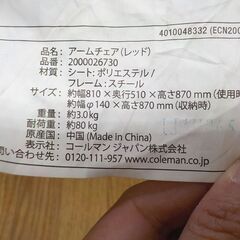 4010048332 (ECN200
品名：アームチェア（レッド）
品番：2000026730
材質：シート：ポリエステル／
フレーム：スチール
サイズ：約幅810×奥行510×高さ870 mm（使用時
約幅φ140×高さ870 mm（収納時）
重量：約3.0kg
耐荷重：約80 kg
原産国：中国（Made in China）
発売元：コールマン ジャパン株式会社
お問い合わせ：0120-111-957 www.coleman.co.jp